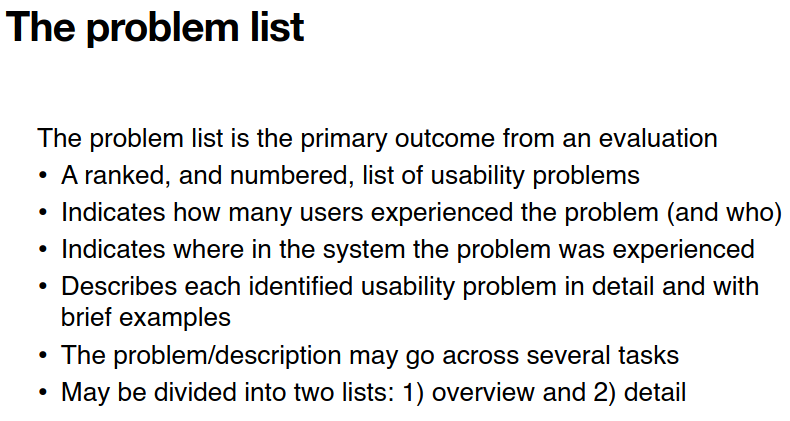 The problem list
The problem list is the primary outcome from an evaluation
• A ranked, and numbered, list of usability problems
• Indicates how many users experienced the problem (and who)
• Indicates where in the system the problem was experienced
• Describes each identified usability problem in detail and with
brief examples
• The problem/description may go across several tasks
• May be divided into two lists: 1) overview and 2) detail